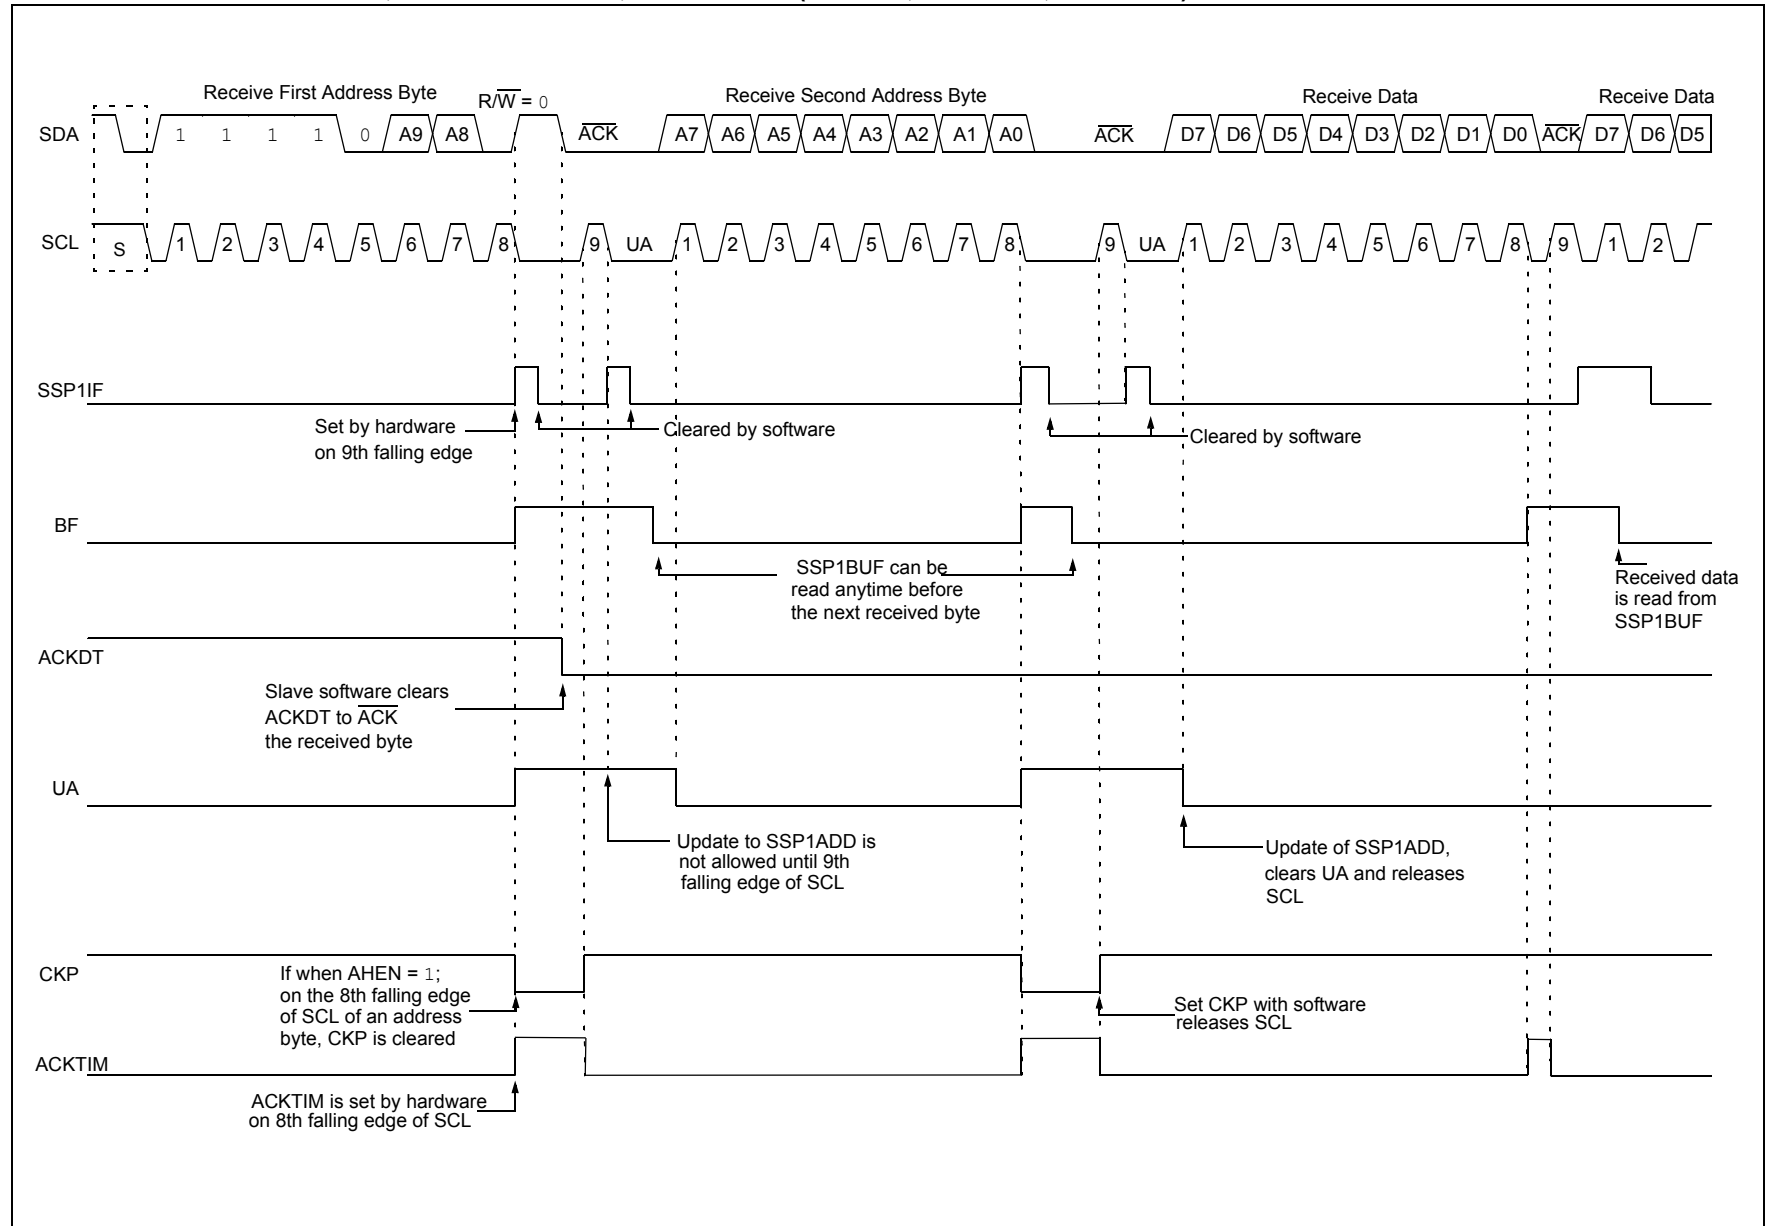 Receive First Address Byte
R/W = 0
Receive Second Address Byte
Receive Data
Receive Data
SDA
1 1 1 1 0 A9 A8
ACK
A7 A6 A5 A4 A3 A2 A1 A0
ACK
D7 D6 D5 D4 D3 D2 D1 D0
ACK
D7 D6 D5
SCL
S
1 2 3 4 5 6 7 8 9 UA 1 2 3 4 5 6 7 8 9 UA 1 2 3 4 5 6 7 8 9 1 2
SSP1IF
Set by hardware
on 9th falling edge
Cleared by software
Cleared by software
BF
SSP1BUF can be
read anytime before
the next received byte
Received data
is read from
SSP1BUF
ACKDT
Slave software clears
ACKDT to ACK
the received byte
UA
Update to SSP1ADD is
not allowed until 9th
falling edge of SCL
Update of SSP1ADD,
clears UA and releases
SCL
CKP
If when AHEN = 1;
on the 8th falling edge
of SCL of an address
byte, CKP is cleared
Set CKP with software
releases SCL
ACKTIM
ACKTIM is set by hardware
on 8th falling edge of SCL